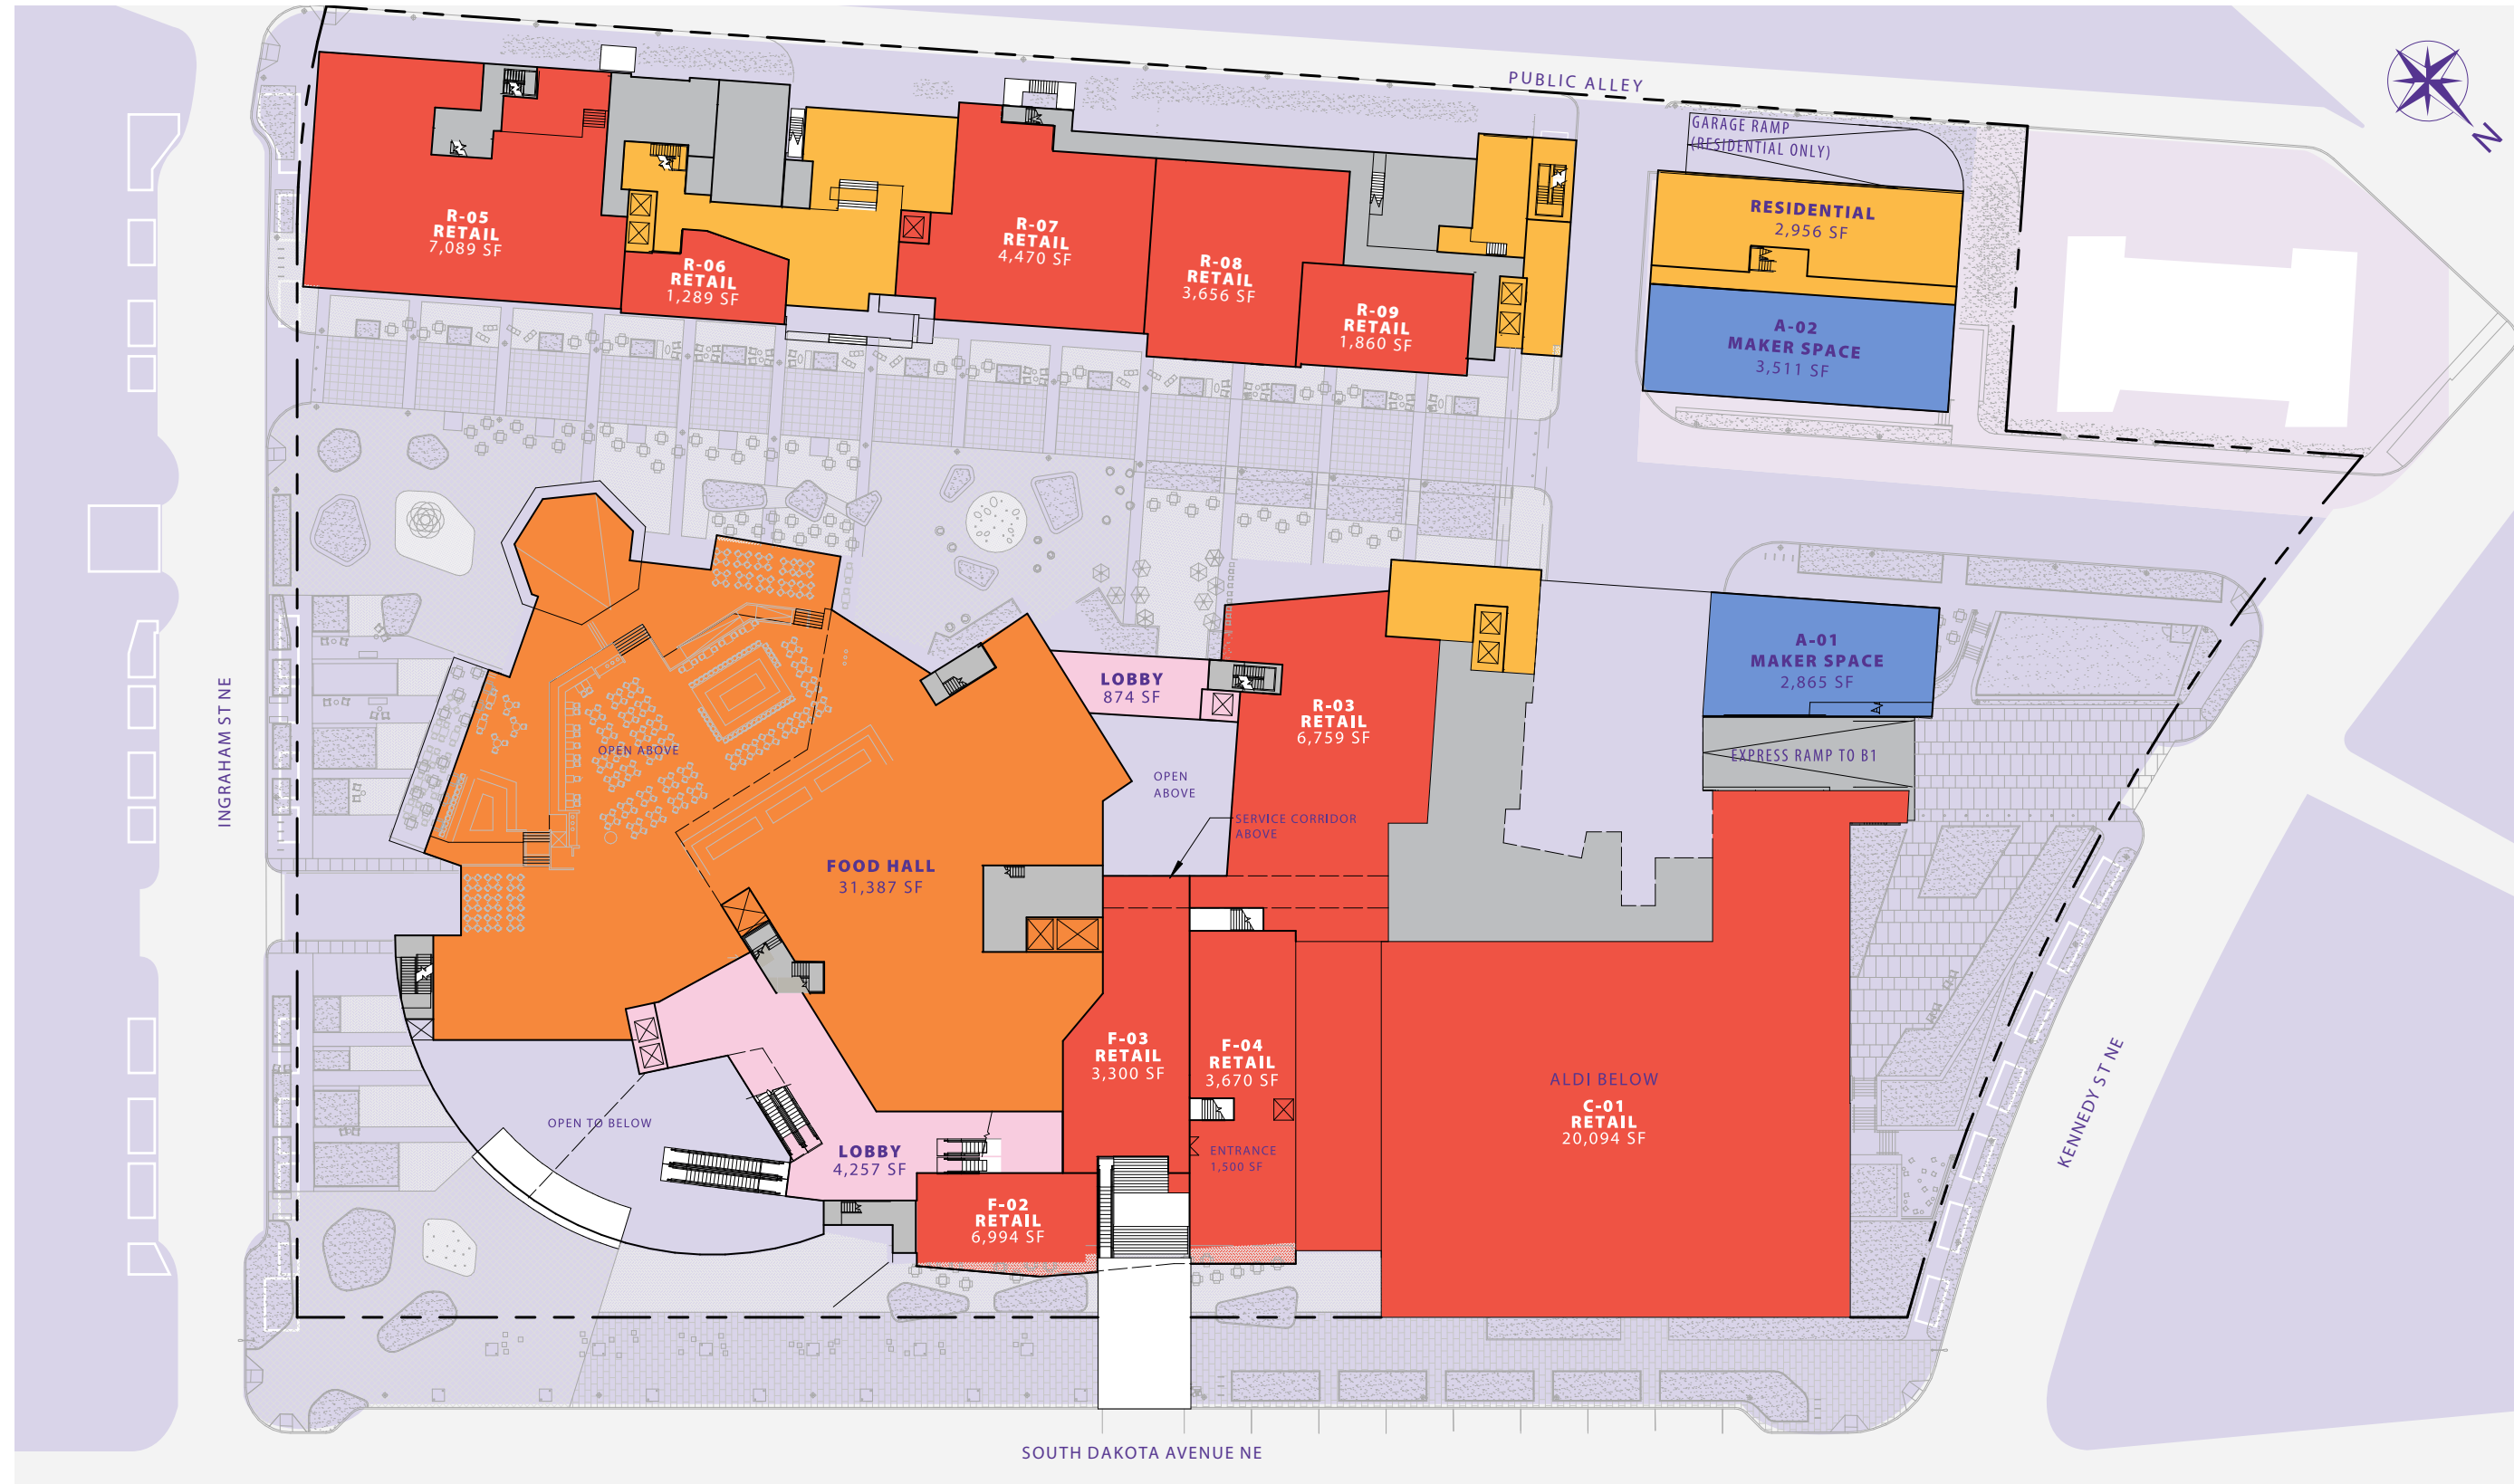 PUBLIC ALLEY
N
GARAGE RAMP
(RESIDENTIAL ONLY)
R-05
RETAIL
7,089 SF
R-06
RETAIL
1,289 SF
R-07
RETAIL
4,470 SF
R-08
RETAIL
3,656 SF
R-09
RETAIL
1,860 SF
RESIDENTIAL
2,956 SF
A-02
MAKER SPACE
3,511 SF
INGRAHAM ST NE
OPEN ABOVE
FOOD HALL
31,387 SF
LOBBY
874 SF
OPEN
ABOVE
SERVICE CORRIDOR
ABOVE
R-03
RETAIL
6,759 SF
A-01
MAKER SPACE
2,865 SF
EXPRESS RAMP TO B1
OPEN TO BELOW
LOBBY
4,257 SF
F-02
RETAIL
6,994 SF
F-03
RETAIL
3,300 SF
F-04
RETAIL
3,670 SF
ENTRANCE
1,500 SF
ALDI BELOW
C-01
RETAIL
20,094 SF
KENNEDY ST NE
SOUTH DAKOTA AVENUE NE